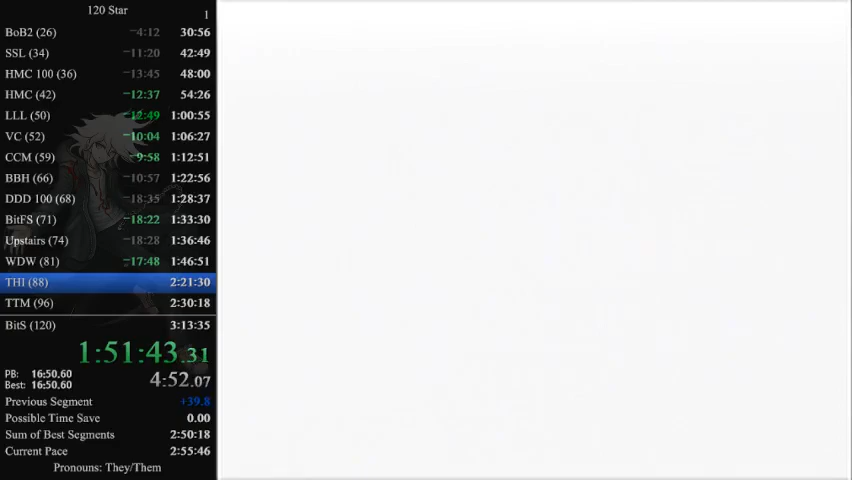 120 Star
1
BoB2 (26) −4:12 30:56
SSL (34) −11:20 42:49
HMC 100 (36) −13:45 48:00
HMC (42) −12:37 54:26
LLL (50) −12:49 1:00:55
VC (52) −10:04 1:06:27
CCM (59) −9:58 1:12:51
BBH (66) −10:57 1:22:56
DDD 100 (68) −18:35 1:28:37
BitFS (71) −18:22 1:33:30
Upstairs (74) −18:28 1:36:46
WDW (81) −17:48 1:46:51
THI (88) 2:21:30
TTM (96) 2:30:18
BitS (120) 3:13:35
1:51:43.31
PB: 16:50.60
Best: 16:50.60
4:52.07
Previous Segment +39.8
Possible Time Save 0.00
Sum of Best Segments 2:50:18
Current Pace 2:55:46
Pronouns: They/Them